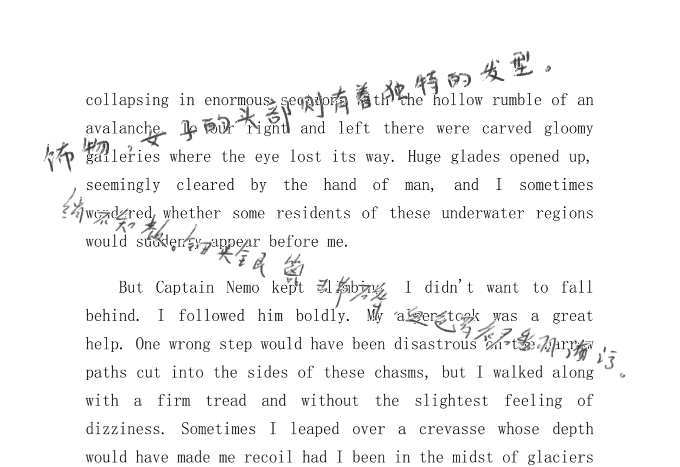 collapsing in enormous sections with the hollow rumble of an
avalanche. To our right and left there were carved gloomy
galleries where the eye lost its way. Huge glades opened up,
seemingly cleared by the hand of man, and I sometimes
wondered whether some residents of these underwater regions
would suddenly appear before me.
But Captain Nemo kept climbing. I didn't want to fall
behind. I followed him boldly. My alpenstock was a great
help. One wrong step would have been disastrous on the narrow
paths cut into the sides of these chasms, but I walked along
with a firm tread and without the slightest feeling of
dizziness. Sometimes I leaped over a crevasse whose depth
would have made me recoil had I been in the midst of glaciers
饰物,女子的头部则有着独特的发型。